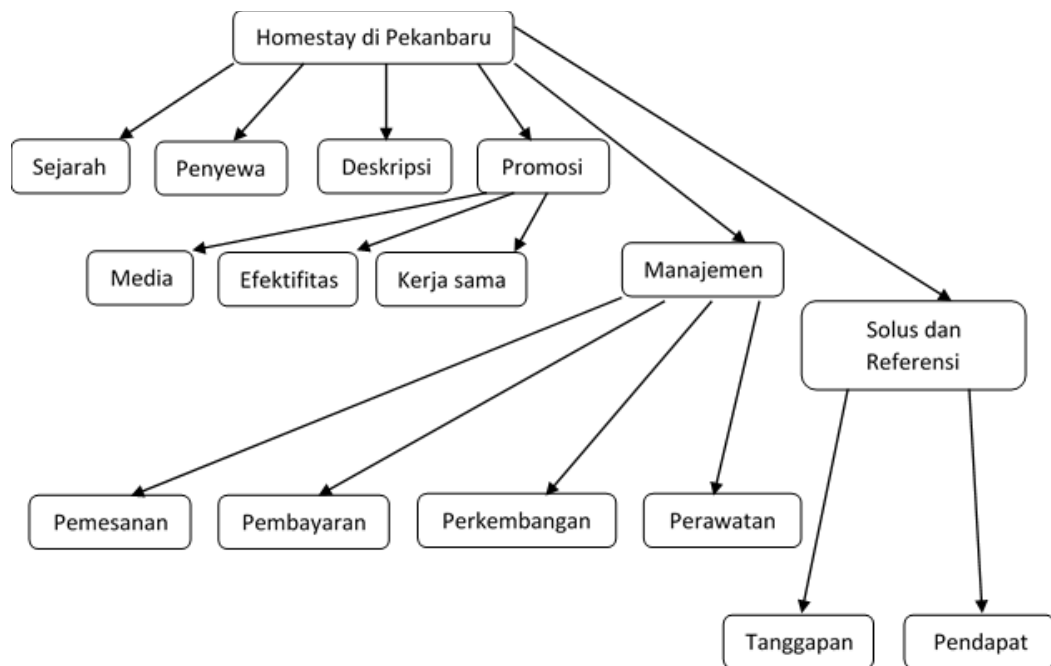 Homestay di Pekanbaru
Sejarah
Penyewa
Deskripsi
Promosi
Media
Efektifitas
Kerja sama
Manajemen
Solus dan
Referensi
Pemesanan
Pembayaran
Perkembangan
Perawatan
Tanggapan
Pendapat